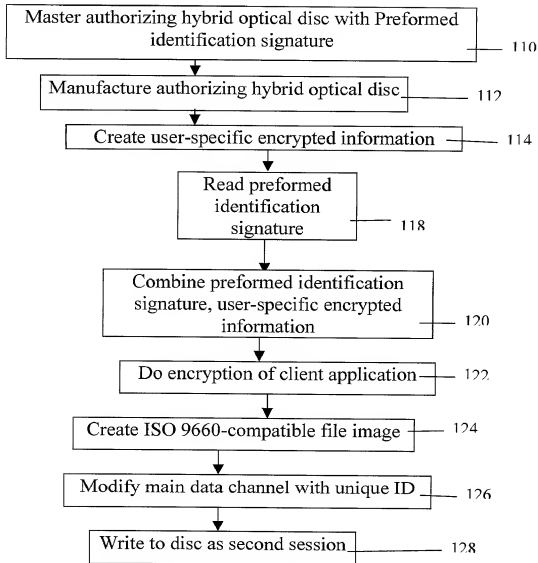 Master authorizing hybrid optical disc with Preformed
identification signature
110
Manufacture authorizing hybrid optical disc
112
Create user-specific encrypted information
114
Read preformed
identification
signature
118
Combine preformed identification
signature, user-specific encrypted
information
120
Do encryption of client application
122
Create ISO 9660-compatible file image
124
Modify main data channel with unique ID
126
Write to disc as second session
128